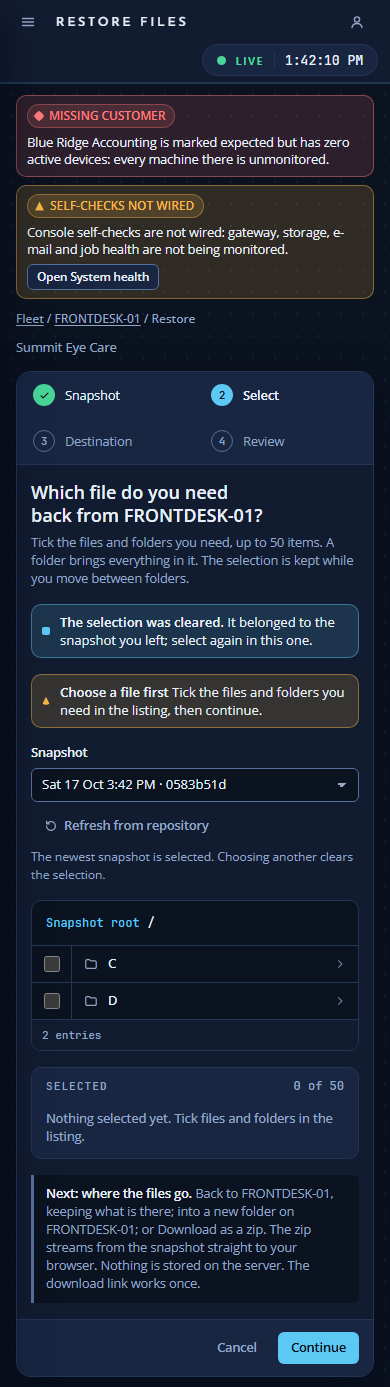 RESTORE FILES
LIVE 1:42:10 PM
MISSING CUSTOMER
Blue Ridge Accounting is marked expected but has zero
active devices: every machine there is unmonitored.
SELF-CHECKS NOT WIRED
Console self-checks are not wired: gateway, storage, e-
mail and job health are not being monitored.
Open System health
Fleet / FRONTDESK-01 / Restore
Summit Eye Care
Snapshot
2 Select
3 Destination
4 Review
Which file do you need
back from FRONTDESK-01?
Tick the files and folders you need, up to 50 items. A
folder brings everything in it. The selection is kept while
you move between folders.
The selection was cleared. It belonged to the
snapshot you left; select again in this one.
Choose a file first Tick the files and folders you
need in the listing, then continue.
Snapshot
Sat 17 Oct 3:42 PM · 0583b51d
Refresh from repository
The newest snapshot is selected. Choosing another clears
the selection.
Snapshot root /
C
D
2 entries
SELECTED 0 of 50
Nothing selected yet. Tick files and folders in the
listing.
Next: where the files go. Back to FRONTDESK-01,
keeping what is there; into a new folder on
FRONTDESK-01; or Download as a zip. The zip
streams from the snapshot straight to your
browser. Nothing is stored on the server. The
download link works once.
Cancel
Continue